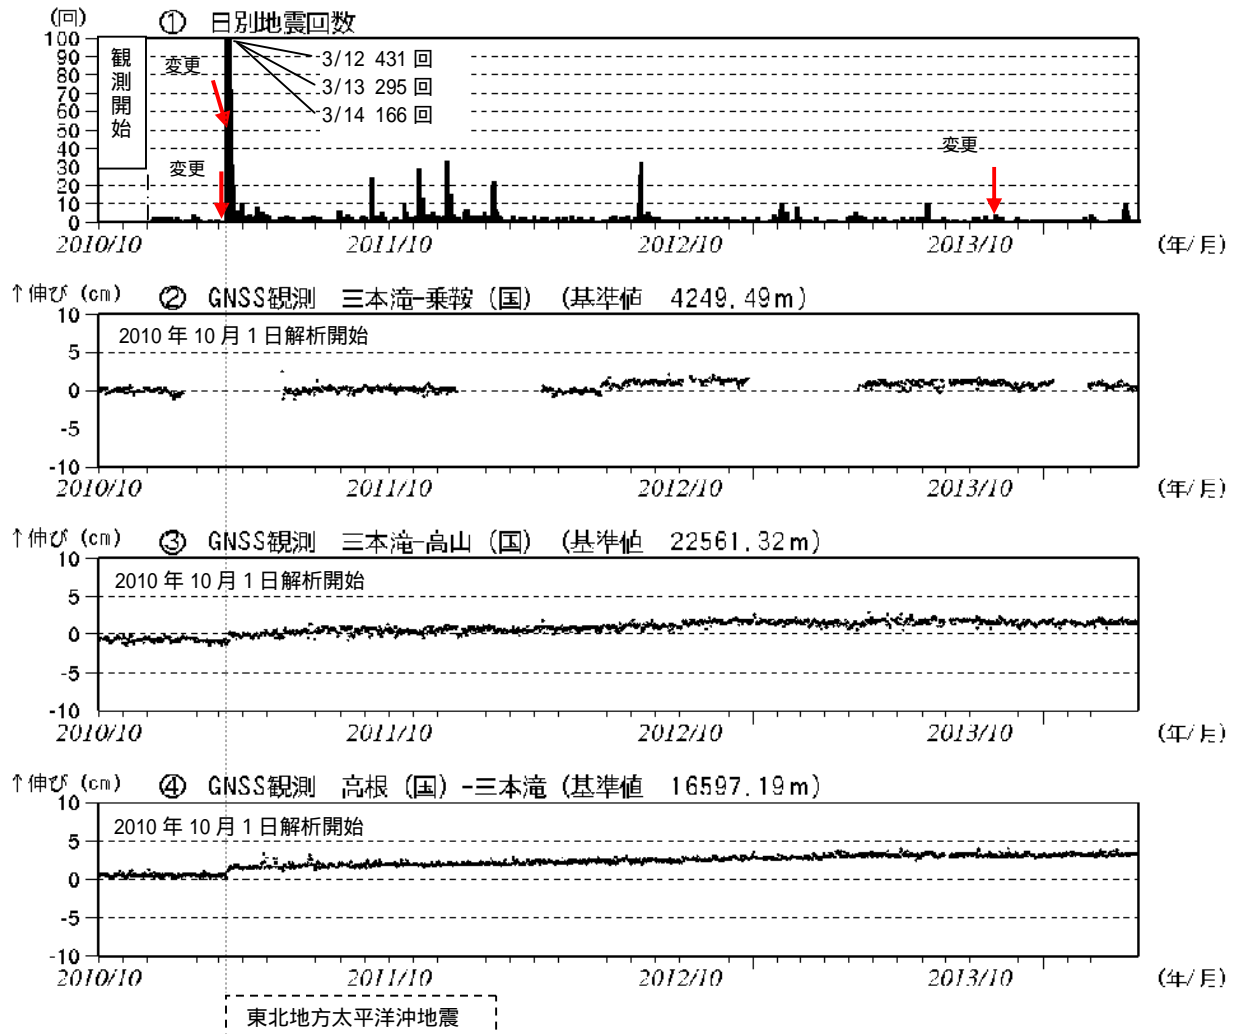 (回) ① 日別地震回数
100
90
80
70
60
50
40
30
20
10
0
観測開始
変更
変更
変更
3/12 431 回
3/13 295 回
3/14 166 回
2010/10 2011/10 2012/10 2013/10 (年/月)
↑伸び (cm) ② GNSS観測 三本滝-乗鞍 (国) (基準値 4249.49m)
10
5
0
-5
-10
2010 年 10 月 1 日解析開始
2010/10 2011/10 2012/10 2013/10 (年/月)
↑伸び (cm) ③ GNSS観測 三本滝-高山 (国) (基準値 22561.32m)
10
5
0
-5
-10
2010 年 10 月 1 日解析開始
2010/10 2011/10 2012/10 2013/10 (年/月)
↑伸び (cm) ④ GNSS観測 高根 (国) -三本滝 (基準値 16597.19m)
10
5
0
-5
-10
2010 年 10 月 1 日解析開始
2010/10 2011/10 2012/10 2013/10 (年/月)
東北地方太平洋沖地震